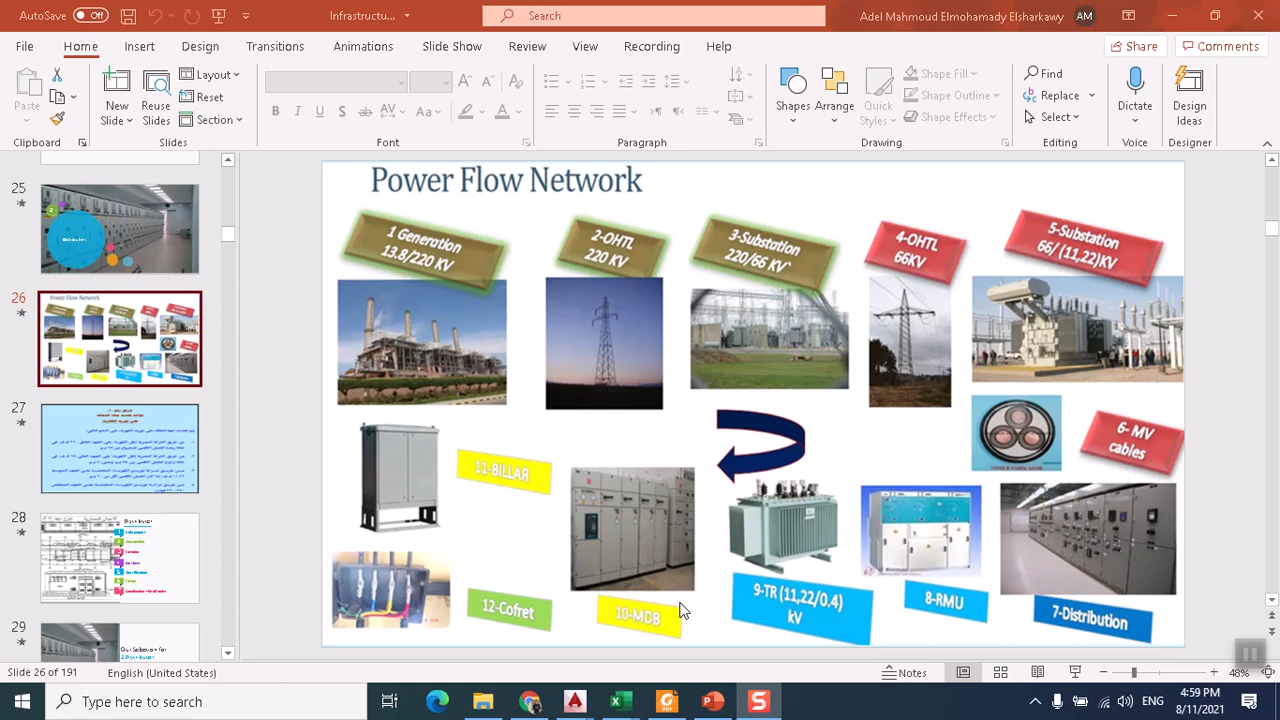 AutoSave Off
Infrastructu...
Search
Adel Mahmoud Elmohamady Elsharkawy AM
File Home Insert Design Transitions Animations Slide Show Review View Recording Help Share Comments
Paste
New Slide
Reuse Slides
Layout
Reset
Section
B I U S ab AV Aa A
Shapes Arrange Quick Styles
Shape Fill
Shape Outline
Shape Effects
Find
Replace
Select
Dictate
Design Ideas
Clipboard Slides Font Paragraph Drawing Editing Voice Designer
25
26
Power Flow Network
27
28
29
Power Flow Network
1 Generation
13.8/220 KV
2-OHTL
220 KV
3-Substation
220/66 KV
4-OHTL
66KV
5-Substation
66/ (11,22)KV
6- MV
cables
11-BILLAR
12-Cofret
10-MDB
9-TR (11,22/0.4)
kV
8-RMU
7-Distribution
Slide 26 of 191 English (United States) Notes 48%
Type here to search
ENG
4:59 PM
8/11/2021